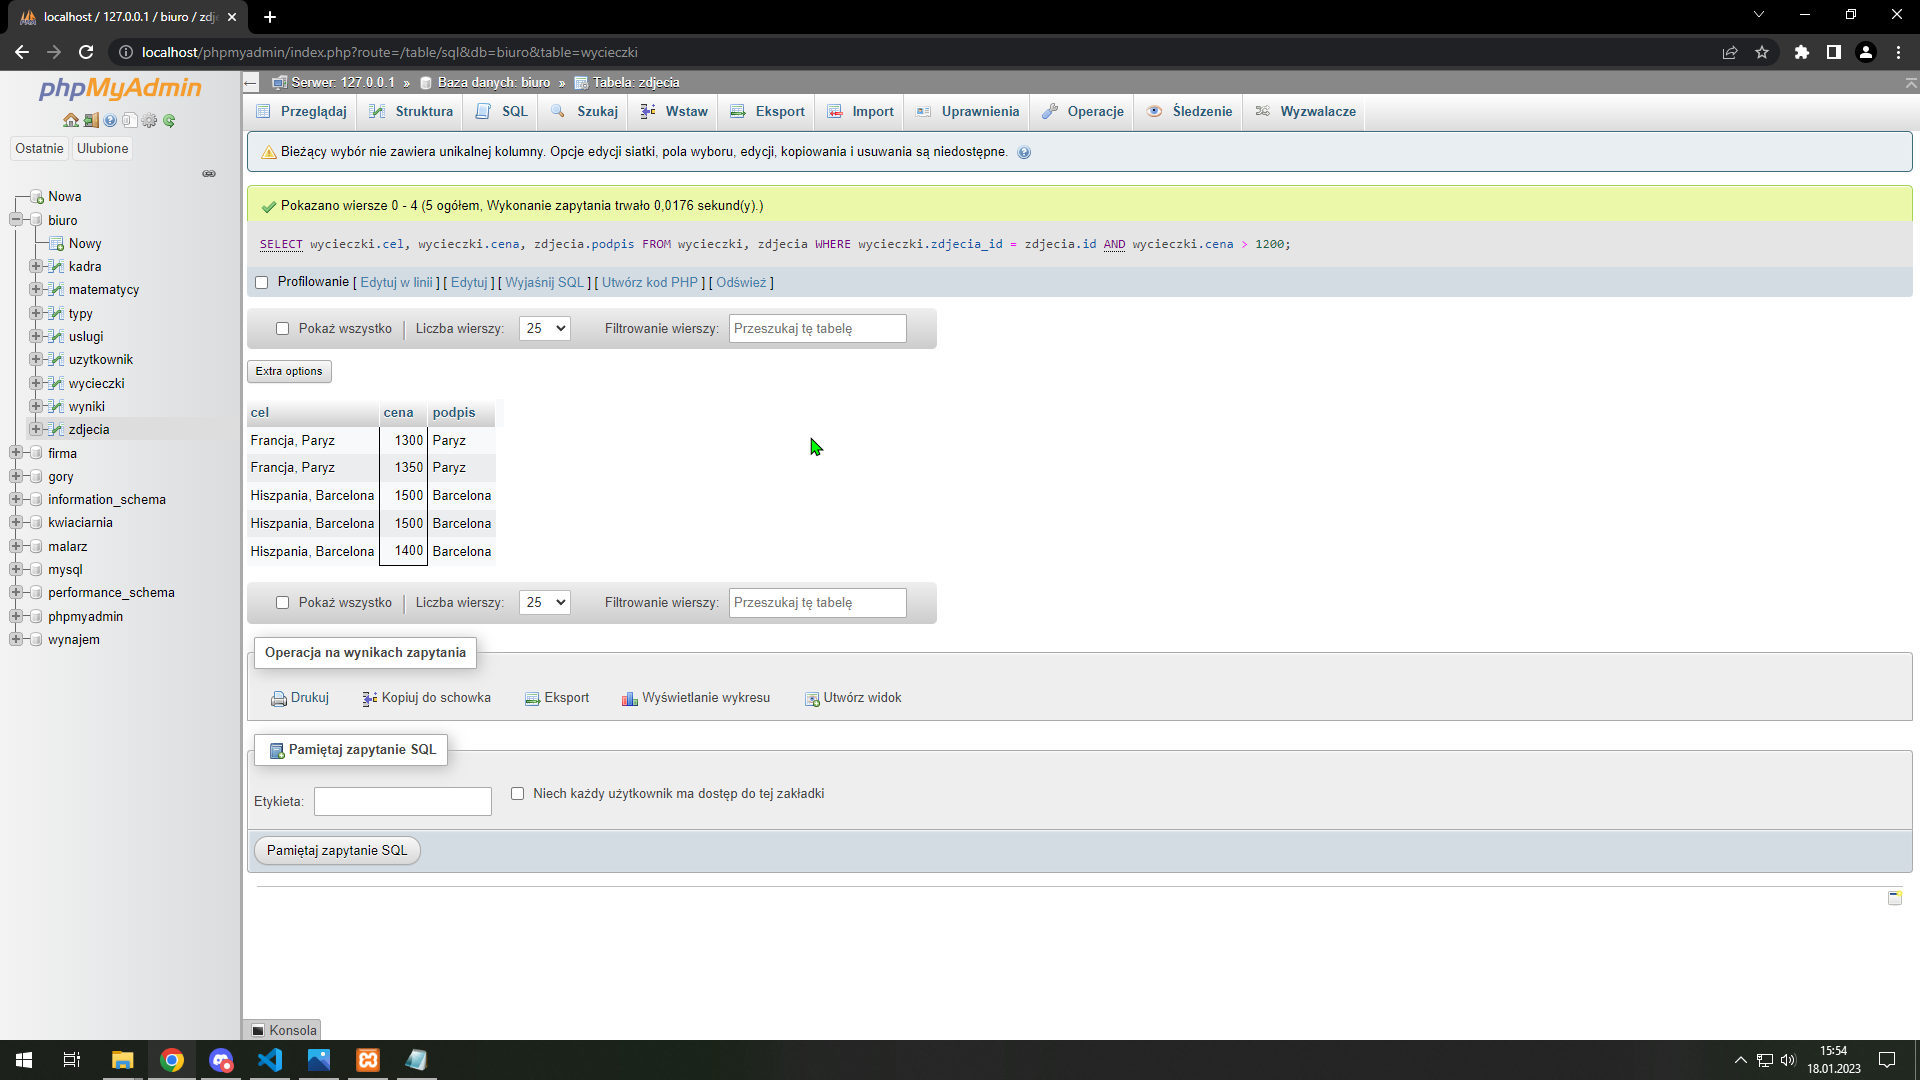 localhost / 127.0.0.1 / biuro / zdje
localhost/phpmyadmin/index.php?route=/table/sql&db=biuro&table=wycieczki
phpMyAdmin
Ostatnie
Ulubione
Nowa
biuro
Nowy
kadra
matematycy
typy
uslugi
uzytkownik
wycieczki
wyniki
zdjecia
firma
gory
information_schema
kwiaciarnia
malarz
mysql
performance_schema
phpmyadmin
wynajem
Serwer: 127.0.0.1 » Baza danych: biuro » Tabela: zdjecia
Przeglądaj Struktura SQL Szukaj Wstaw Eksport Import Uprawnienia Operacje Śledzenie Wyzwalacze
Bieżący wybór nie zawiera unikalnej kolumny. Opcje edycji siatki, pola wyboru, edycji, kopiowania i usuwania są niedostępne.
Pokazano wiersze 0 - 4 (5 ogółem, Wykonanie zapytania trwało 0,0176 sekund(y).)
SELECT wycieczki.cel, wycieczki.cena, zdjecia.podpis FROM wycieczki, zdjecia WHERE wycieczki.zdjecia_id = zdjecia.id AND wycieczki.cena > 1200;
Profilowanie [ Edytuj w linii ] [ Edytuj ] [ Wyjaśnij SQL ] [ Utwórz kod PHP ] [ Odśwież ]
Pokaż wszystko | Liczba wierszy: 25 Filtrowanie wierszy: Przeszukaj tę tabelę
Extra options
cel cena podpis
Francja, Paryz 1300 Paryz
Francja, Paryz 1350 Paryz
Hiszpania, Barcelona 1500 Barcelona
Hiszpania, Barcelona 1500 Barcelona
Hiszpania, Barcelona 1400 Barcelona
Pokaż wszystko | Liczba wierszy: 25 Filtrowanie wierszy: Przeszukaj tę tabelę
Operacja na wynikach zapytania
Drukuj Kopiuj do schowka Eksport Wyświetlanie wykresu Utwórz widok
Pamiętaj zapytanie SQL
Etykieta: Niech każdy użytkownik ma dostęp do tej zakładki
Pamiętaj zapytanie SQL
Konsola
15:54
18.01.2023